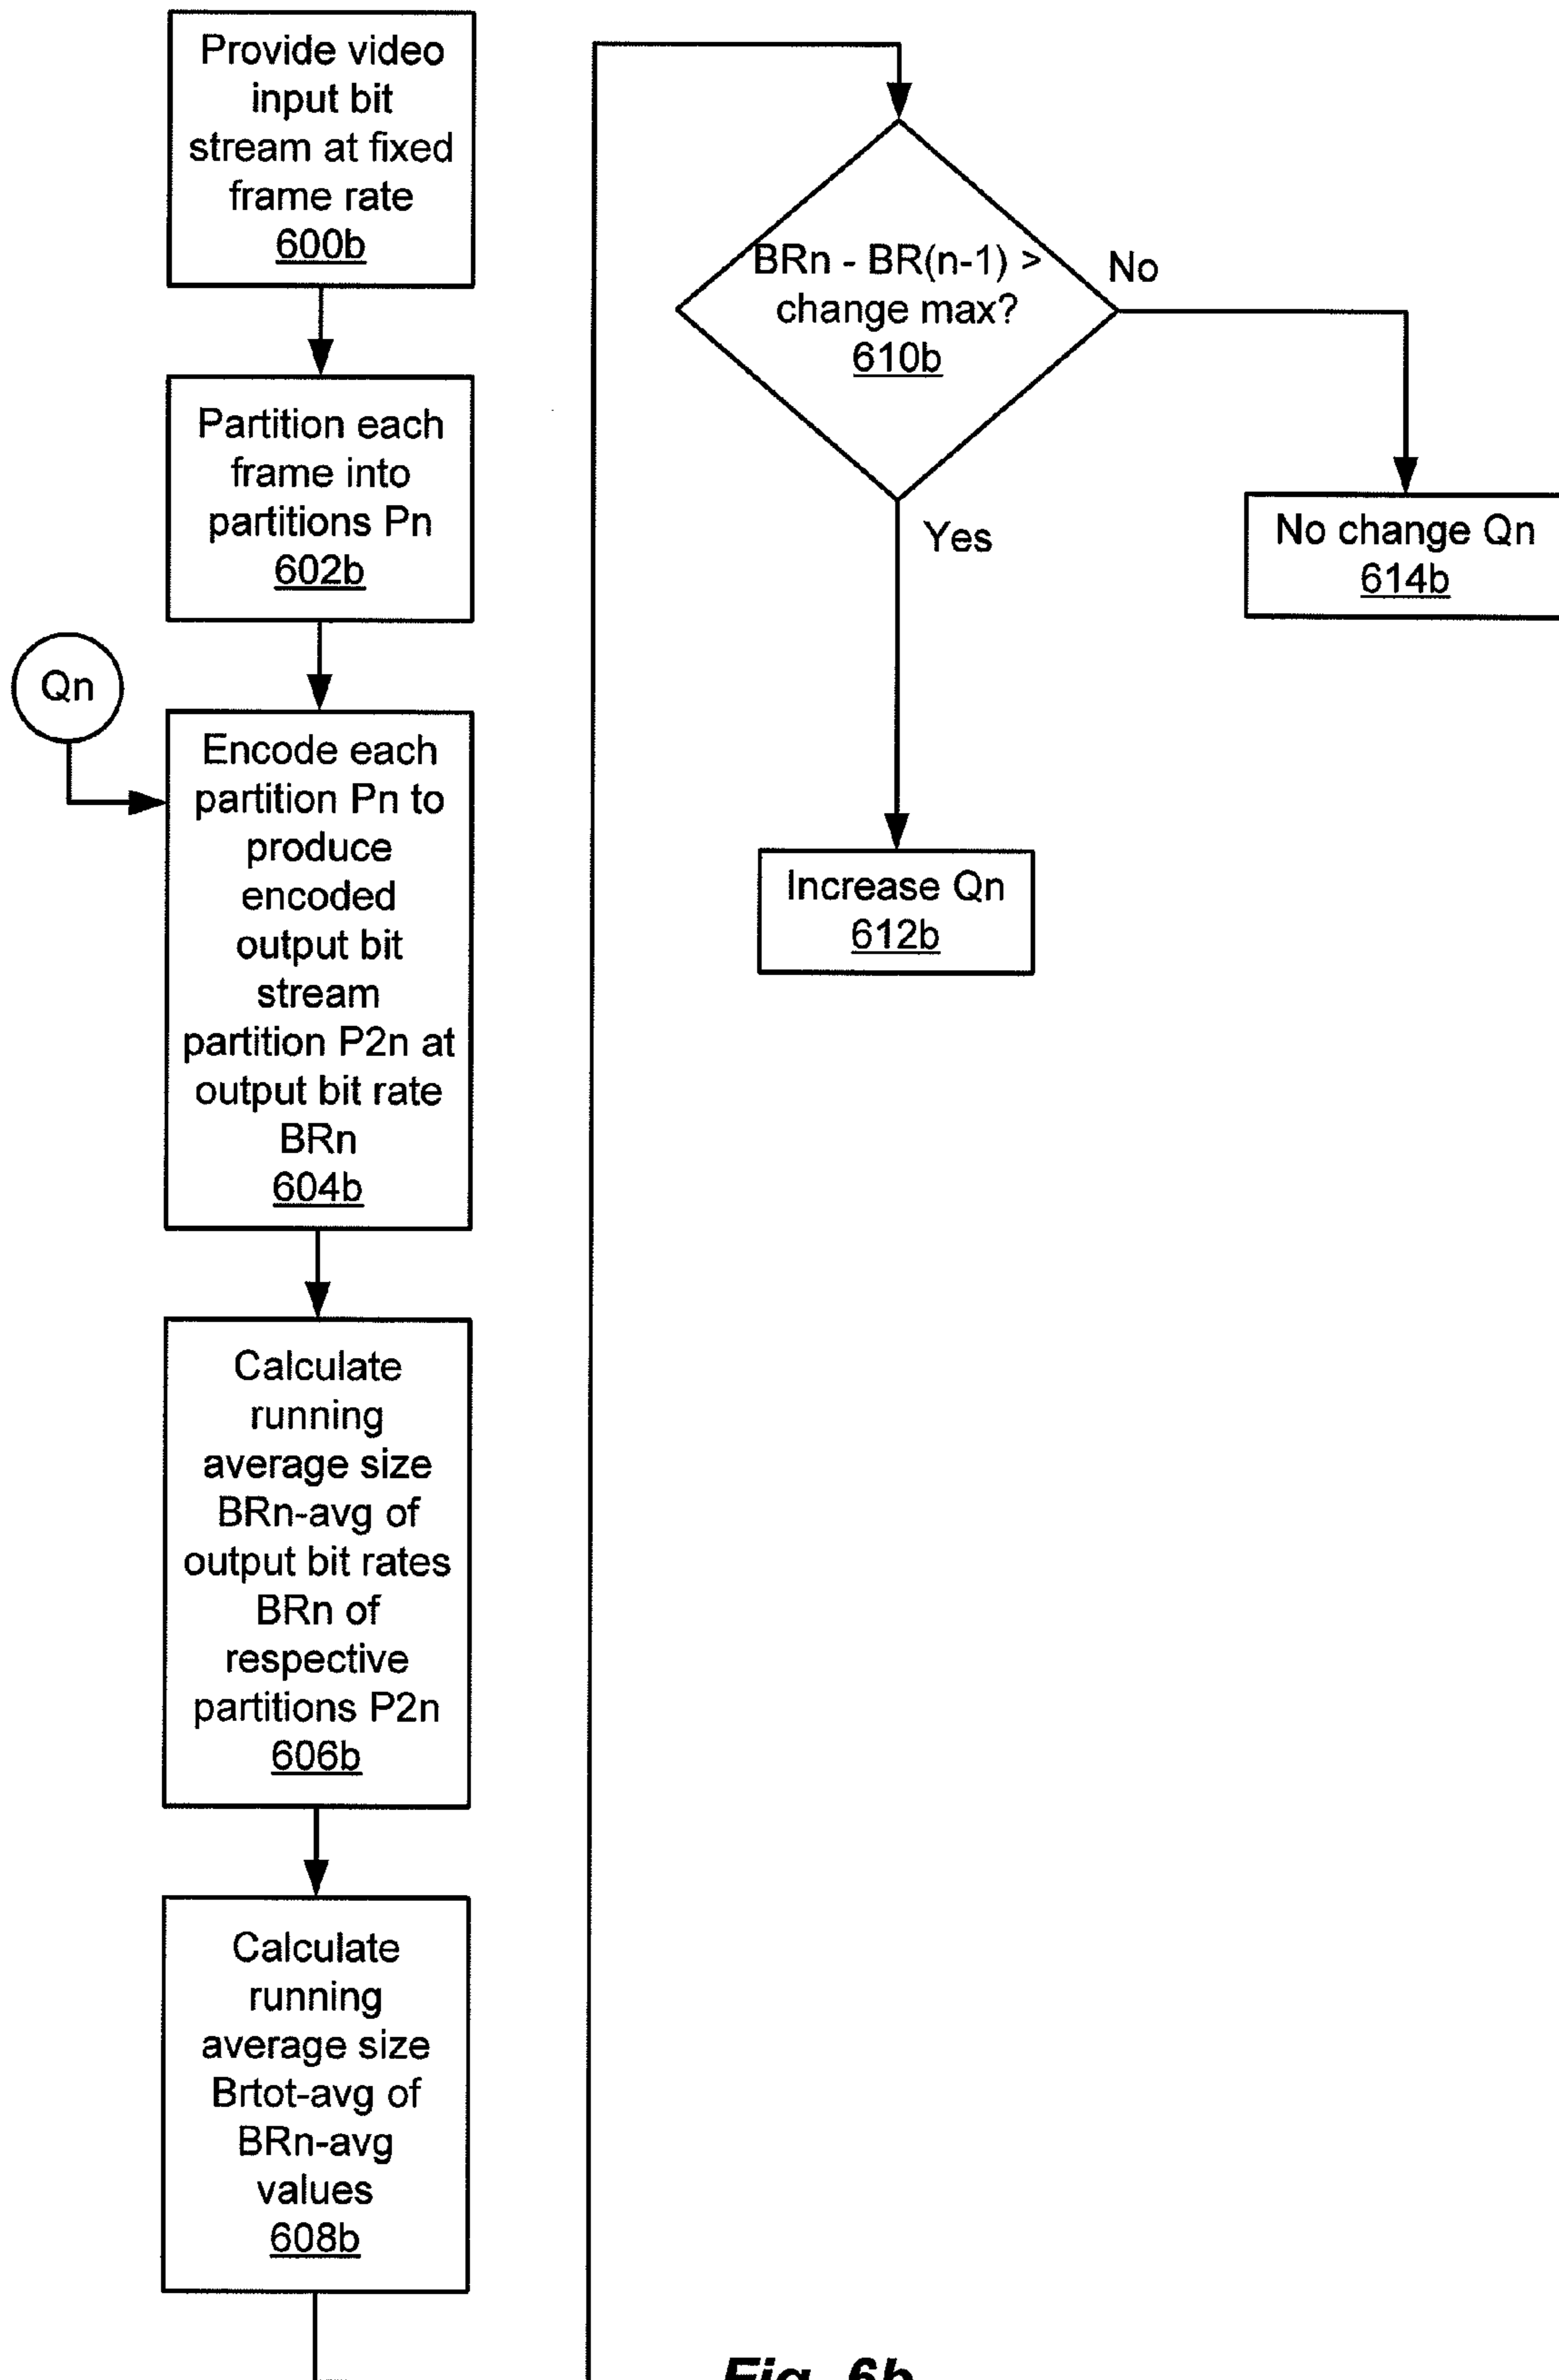 Provide video
input bit
stream at fixed
frame rate
600b
Partition each
frame into
partitions Pn
602b
Qn
Encode each
partition Pn to
produce
encoded
output bit
stream
partition P2n at
output bit rate
BRn
604b
Calculate
running
average size
BRn-avg of
output bit rates
BRn of
respective
partitions P2n
606b
Calculate
running
average size
Brtot-avg of
BRn-avg
values
608b
BRn - BR(n-1) >
change max?
610b
No
Yes
No change Qn
614b
Increase Qn
612b
Fig. 6b